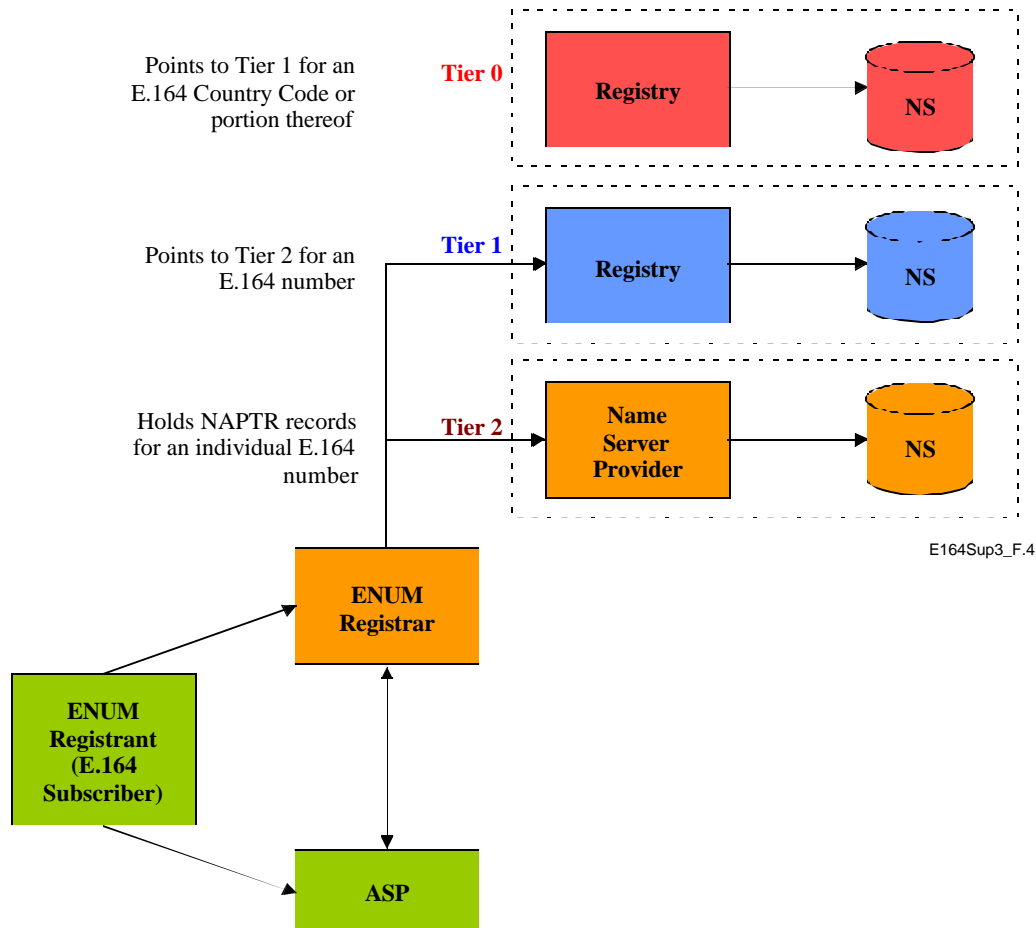 Points to Tier 1 for an
E.164 Country Code or
portion thereof
Tier 0
Registry
NS
Points to Tier 2 for an
E.164 number
Tier 1
Registry
NS
Holds NAPTR records
for an individual E.164
number
Tier 2
Name
Server
Provider
NS
E164Sup3_F.4
ENUM
Registrar
ENUM
Registrant
(E.164
Subscriber)
ASP